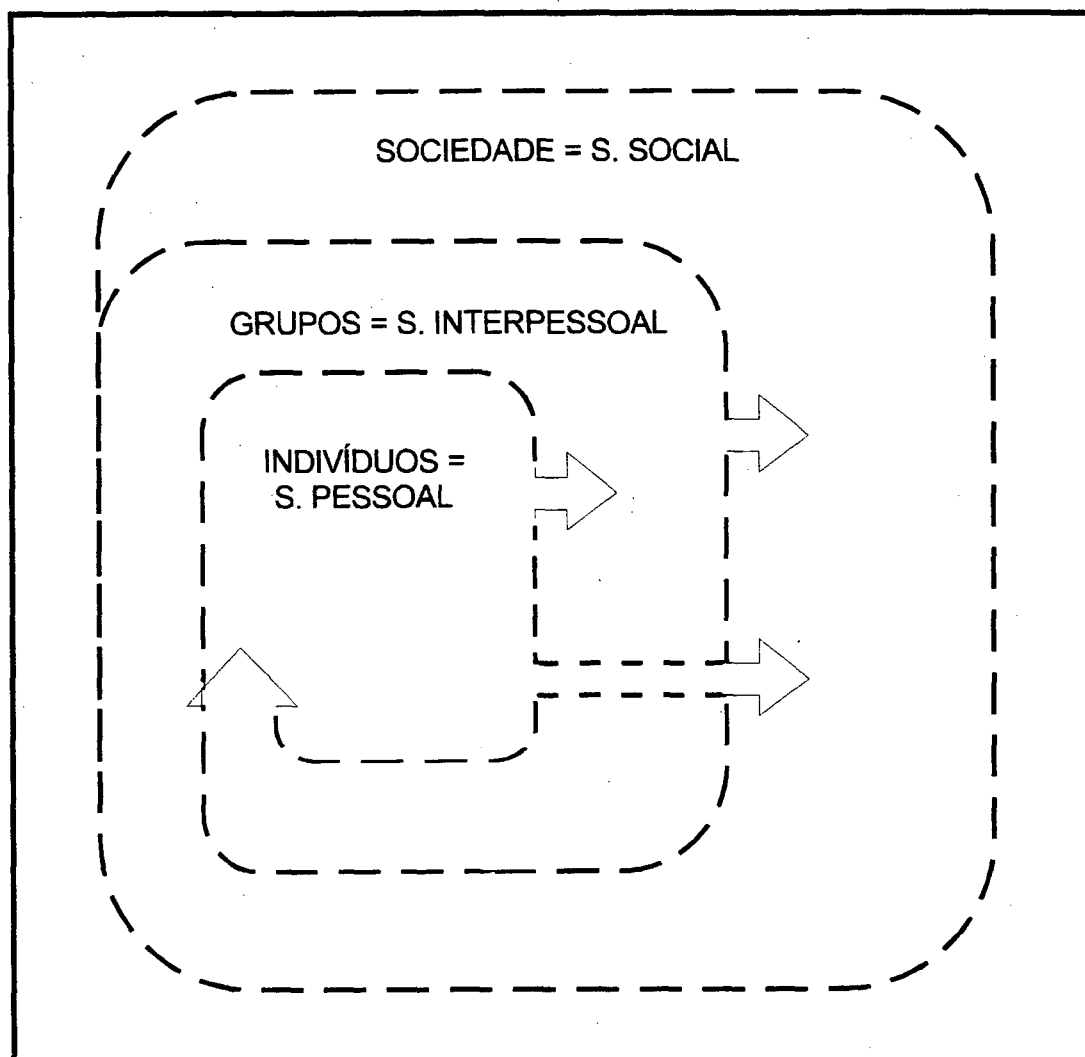 SOCIEDADE = S. SOCIAL
GRUPOS = S. INTERPESSOAL
INDIVÍDUOS =
S. PESSOAL